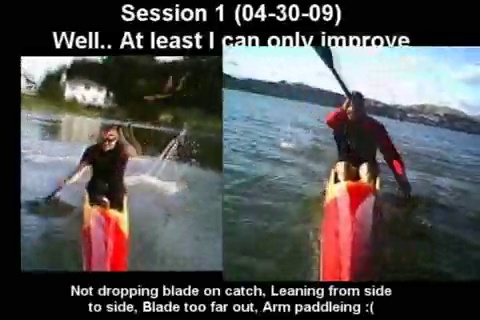 Session 1 (04-30-09)
Well.. At least I can only improve
Not dropping blade on catch, Leaning from side
to side, Blade too far out, Arm paddleing :(